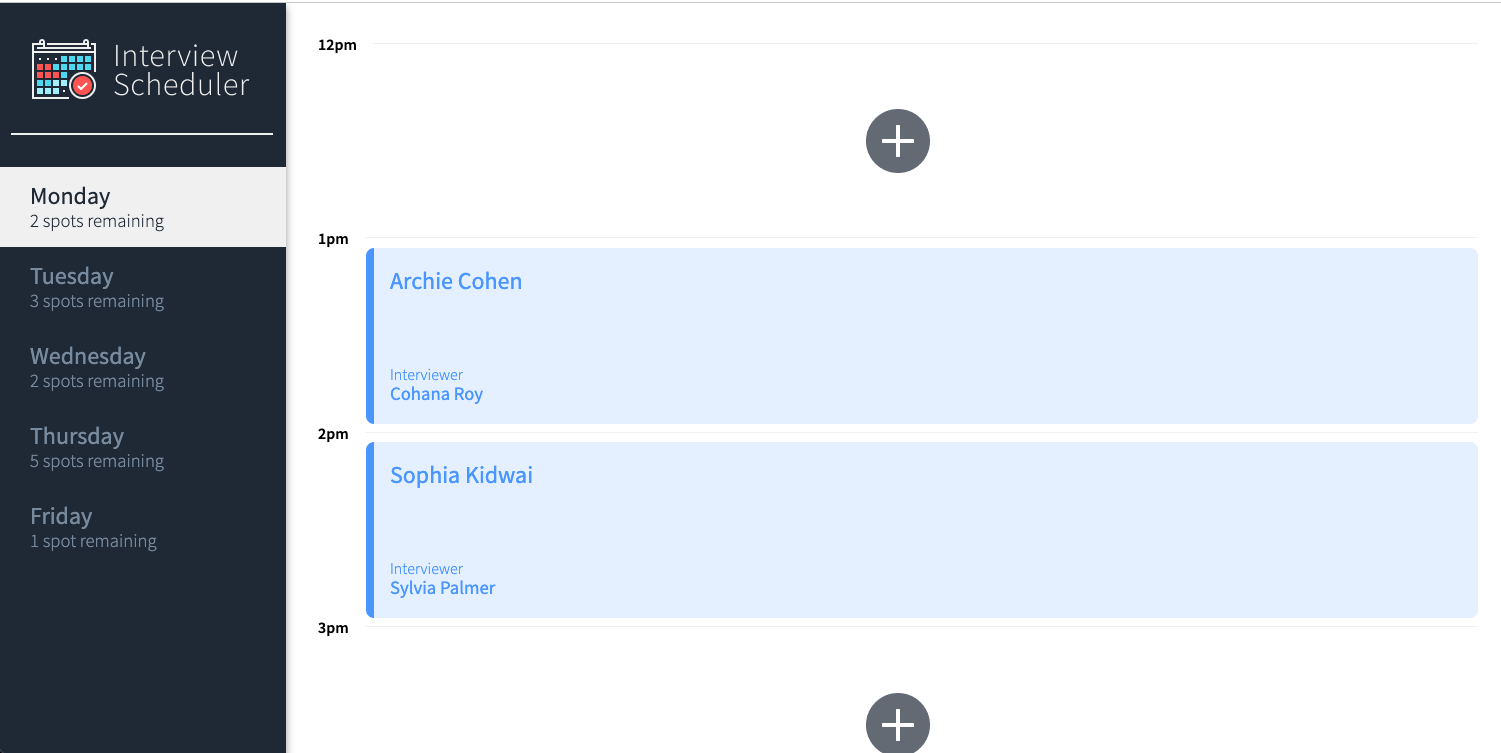 Interview
Scheduler
Monday
2 spots remaining
Tuesday
3 spots remaining
Wednesday
2 spots remaining
Thursday
5 spots remaining
Friday
1 spot remaining
12pm
1pm
Archie Cohen
Interviewer
Cohana Roy
2pm
Sophia Kidwai
Interviewer
Sylvia Palmer
3pm